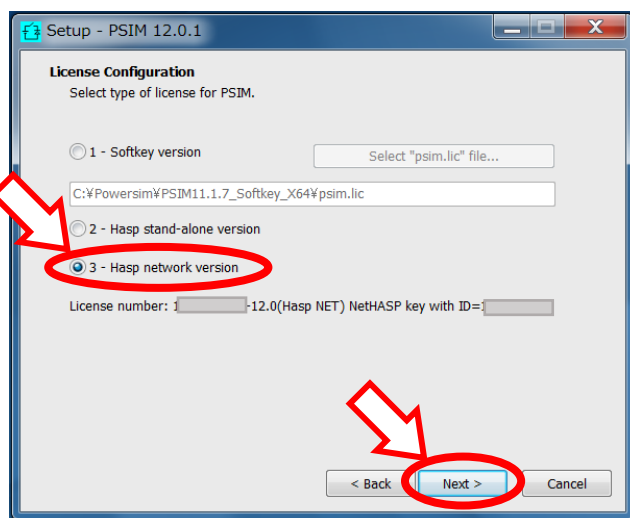 Setup - PSIM 12.0.1
License Configuration
Select type of license for PSIM.
1 - Softkey version
Select "psim.lic" file...
C:¥Powersim¥PSIM11.1.7_Softkey_X64¥psim.lic
2 - Hasp stand-alone version
3 - Hasp network version
License number: 1 -12.0(Hasp NET) NetHASP key with ID=1
< Back
Next >
Cancel